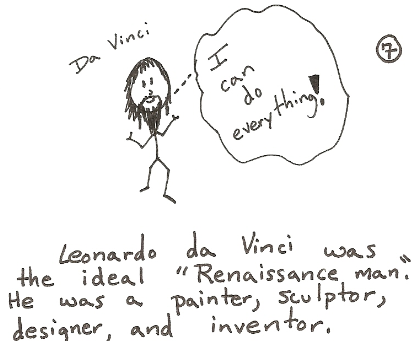 Da Vinci
I
can
do
everything!
7
Leonardo da Vinci was
the ideal "Renaissance man."
He was a painter, sculptor,
designer, and inventor.